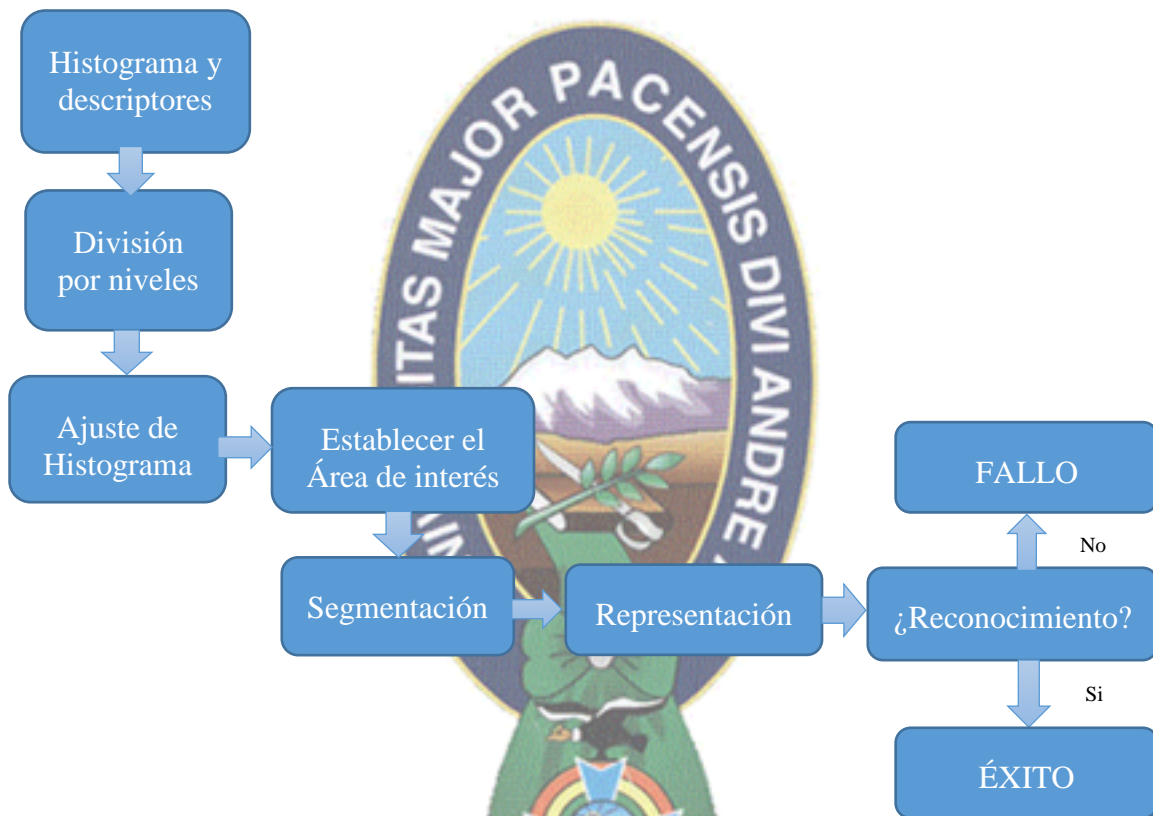 Histograma y
descriptores
División
por niveles
Ajuste de
Histograma
Establecer el
Área de interés
Segmentación
Representación
¿Reconocimiento?
No
FALLO
Si
ÉXITO
MAJOR PACENSIS DIVI ANDRE